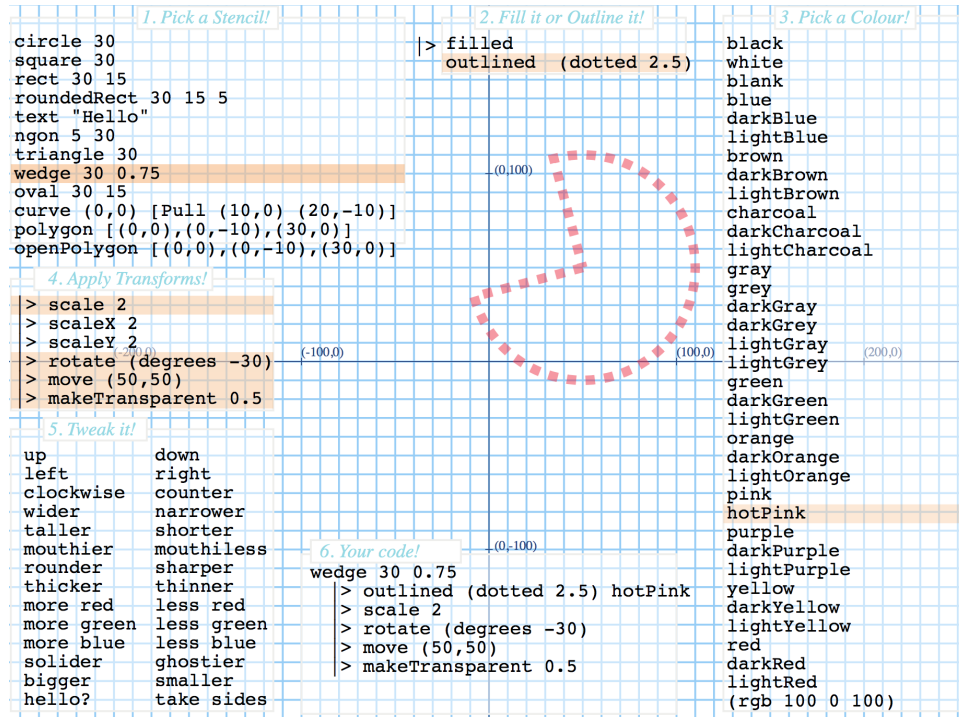 1. Pick a Stencil!
circle 30
square 30
rect 30 15
roundedRect 30 15 5
text "Hello"
ngon 5 30
triangle 30
wedge 30 0.75
oval 30 15
curve (0,0) [Pull (10,0) (20,-10)]
polygon [(0,0),(0,-10),(30,0)]
openPolygon [(0,0),(0,-10),(30,0)]
4. Apply Transforms!
|> scale 2
|> scaleX 2
|> scaleY 2
|> rotate (degrees -30)
|> move (50,50)
|> makeTransparent 0.5
5. Tweak it!
up down
left right
clockwise counter
wider narrower
taller shorter
mouthier mouthiless
rounder sharper
thicker thinner
more red less red
more green less green
more blue less blue
solider ghostier
bigger smaller
hello? take sides
2. Fill it or Outline it!
|> filled
outlined (dotted 2.5)
(0,100)
(-200,0) (-100,0) (100,0) (200,0)
(0,-100)
6. Your code!
wedge 30 0.75
|> outlined (dotted 2.5) hotPink
|> scale 2
|> rotate (degrees -30)
|> move (50,50)
|> makeTransparent 0.5
3. Pick a Colour!
black
white
blank
blue
darkBlue
lightBlue
brown
darkBrown
lightBrown
charcoal
darkCharcoal
lightCharcoal
gray
grey
darkGray
darkGrey
lightGray
lightGrey
green
darkGreen
lightGreen
orange
darkOrange
lightOrange
pink
hotPink
purple
darkPurple
lightPurple
yellow
darkYellow
lightYellow
red
darkRed
lightRed
(rgb 100 0 100)